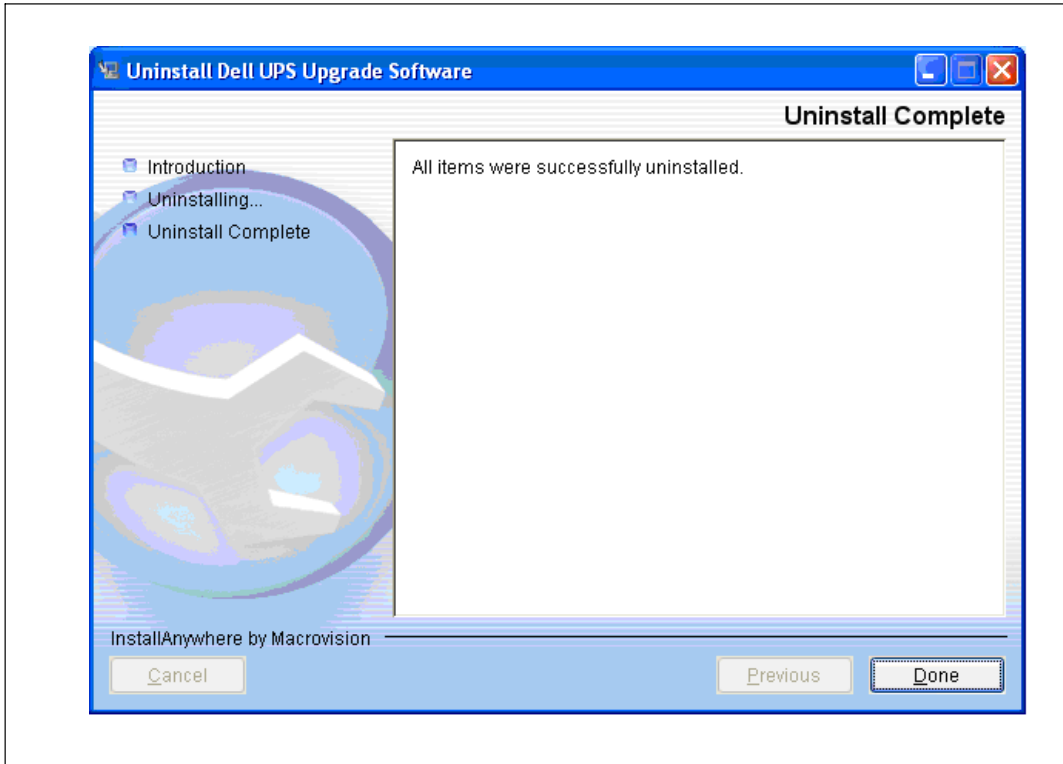 Uninstall Dell UPS Upgrade Software
Uninstall Complete
Introduction
Uninstalling...
Uninstall Complete
All items were successfully uninstalled.
InstallAnywhere by Macrovision
Cancel
Previous
Done